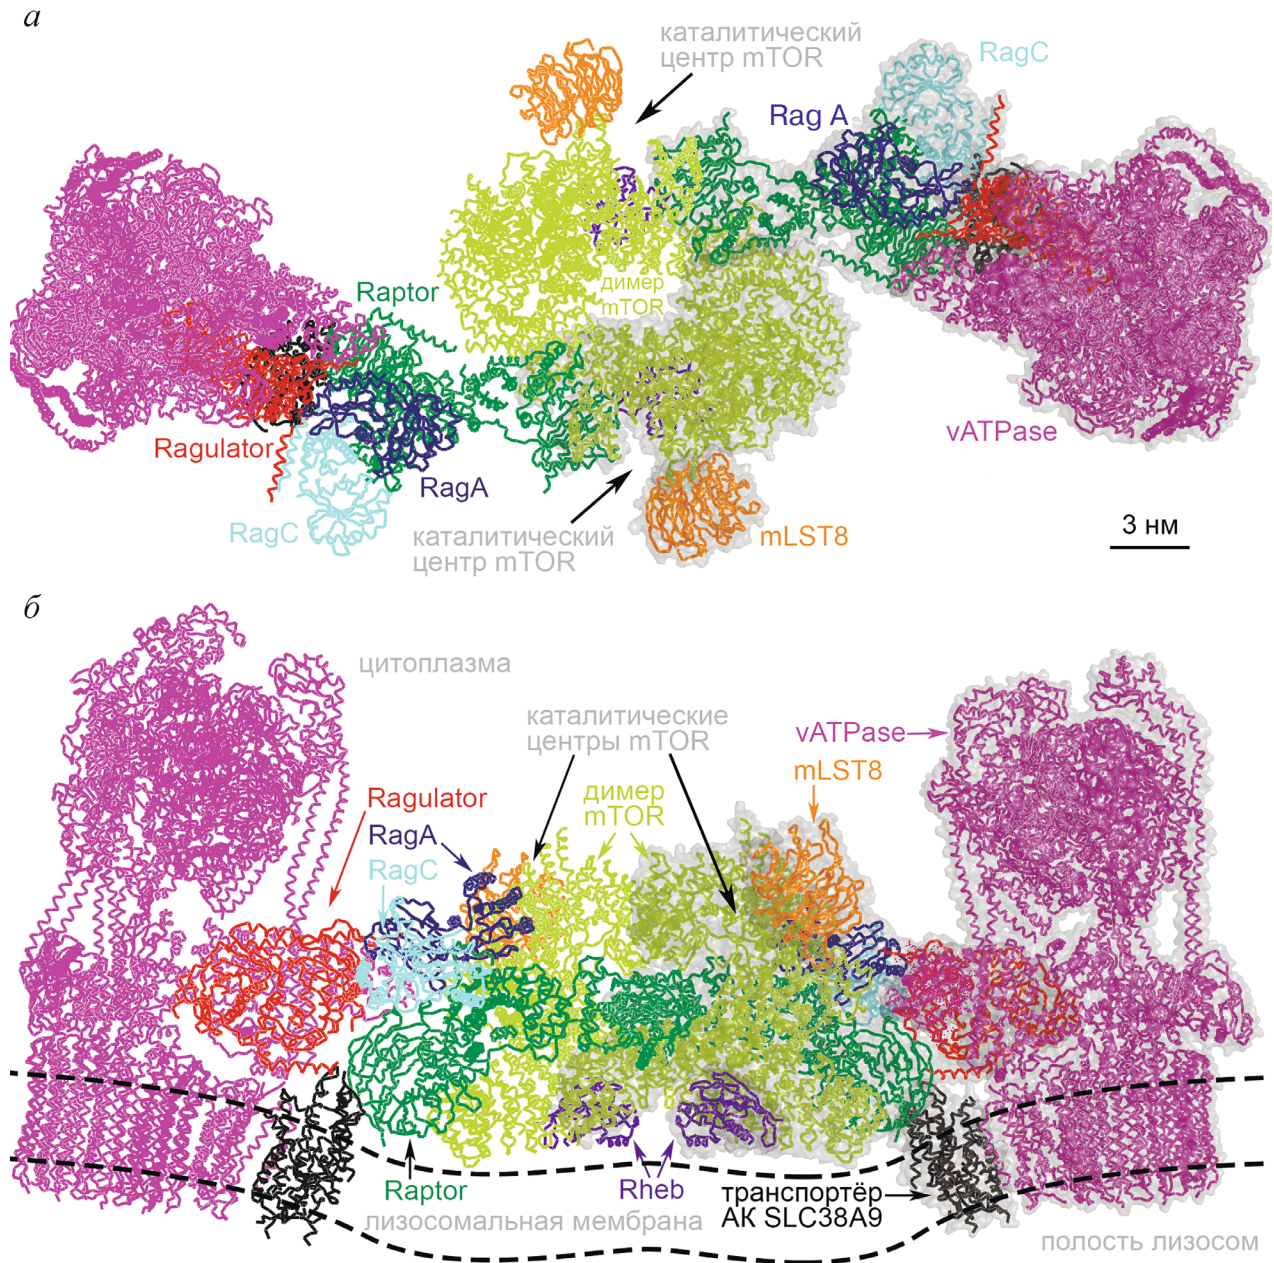 а
каталитический
центр mTOR
RagC
Rag A
димер
mTOR
Raptor
Ragulator
RagA
RagC
каталитический
центр mTOR
mLST8
vATPase
3 нм
б
цитоплазма
каталитические
центры mTOR
vATPase
mLST8
Ragulator
димер
mTOR
RagA
RagC
Raptor
Rheb
транспортёр
АК SLC38A9
лизосомальная мембрана
полость лизосом